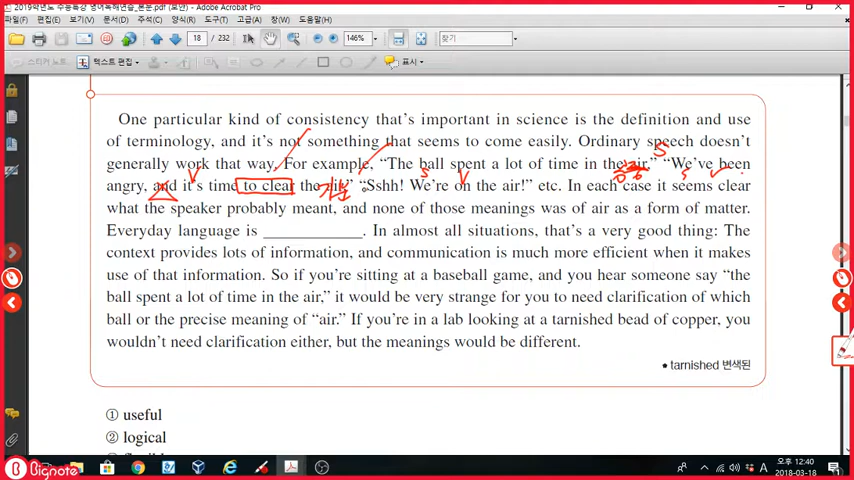 2019학년도 수능특강 영어독해연습_본문.pdf (보안) - Adobe Acrobat Pro
파일(F) 편집(E) 보기(V) 문서(D) 주석(C) 양식(R) 도구(T) 고급(A) 창(W) 도움말(H)
18 / 232 146% 찾기
스티커 노트 텍스트 편집 표시
One particular kind of consistency that's important in science is the definition and use
of terminology, and it's not something that seems to come easily. Ordinary speech doesn't
generally work that way. For example, “The ball spent a lot of time in the air.” “We've been
angry, and it's time to clear the air.” “Sshh! We're on the air!” etc. In each case it seems clear
what the speaker probably meant, and none of those meanings was of air as a form of matter.
Everyday language is ____________. In almost all situations, that's a very good thing: The
context provides lots of information, and communication is much more efficient when it makes
use of that information. So if you're sitting at a baseball game, and you hear someone say “the
ball spent a lot of time in the air,” it would be very strange for you to need clarification of which
ball or the precise meaning of “air.” If you're in a lab looking at a tarnished bead of copper, you
wouldn't need clarification either, but the meanings would be different.
* tarnished 변색된
① useful
② logical
Bignote
A 오후 12:40
2018-03-18